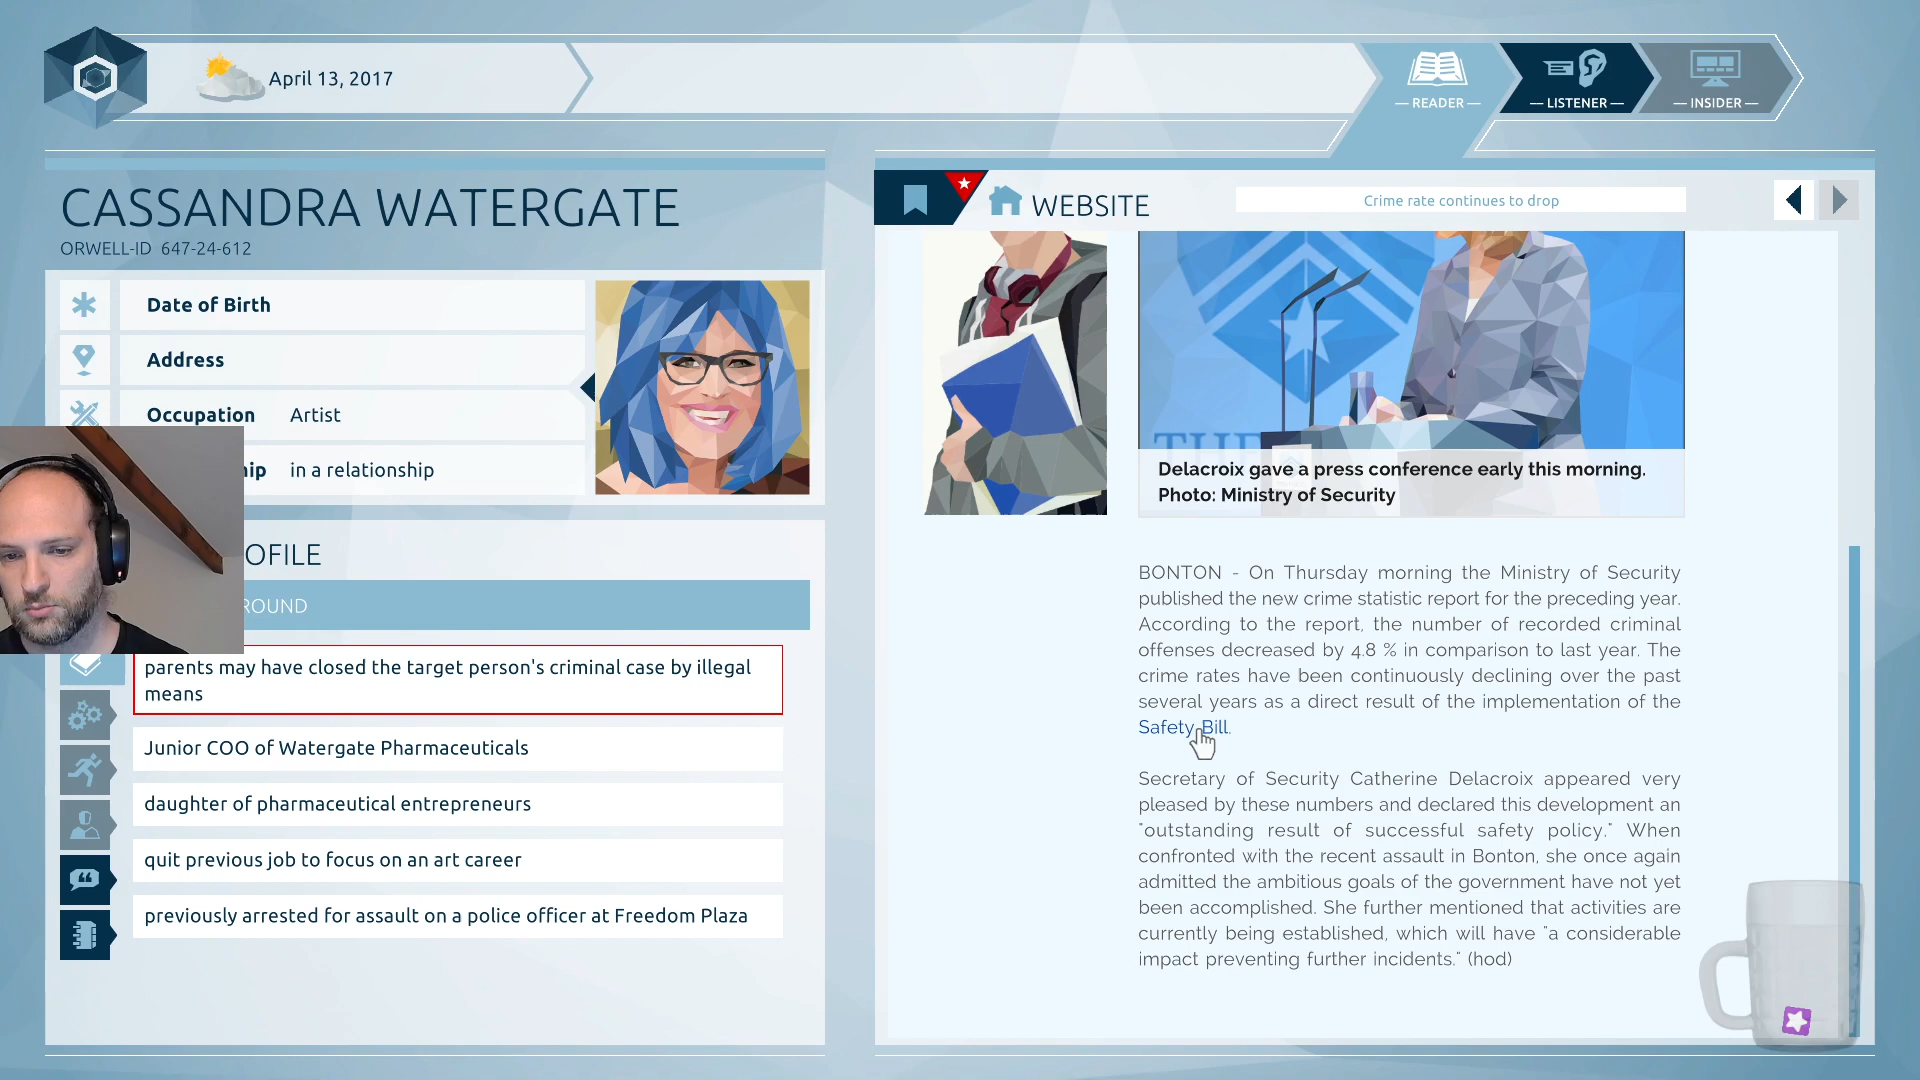 April 13, 2017
— READER —
— LISTENER —
— INSIDER —
CASSANDRA WATERGATE
ORWELL-ID 647-24-612
Date of Birth
Address
Occupation Artist
ip in a relationship
OFILE
ROUND
parents may have closed the target person's criminal case by illegal
means
Junior COO of Watergate Pharmaceuticals
daughter of pharmaceutical entrepreneurs
quit previous job to focus on an art career
previously arrested for assault on a police officer at Freedom Plaza
WEBSITE
Crime rate continues to drop
THE
Delacroix gave a press conference early this morning.
Photo: Ministry of Security
BONTON - On Thursday morning the Ministry of Security
published the new crime statistic report for the preceding year.
According to the report, the number of recorded criminal
offenses decreased by 4.8 % in comparison to last year. The
crime rates have been continuously declining over the past
several years as a direct result of the implementation of the
Safety Bill.
Secretary of Security Catherine Delacroix appeared very
pleased by these numbers and declared this development an
"outstanding result of successful safety policy." When
confronted with the recent assault in Bonton, she once again
admitted the ambitious goals of the government have not yet
been accomplished. She further mentioned that activities are
currently being established, which will have "a considerable
impact preventing further incidents." (hod)